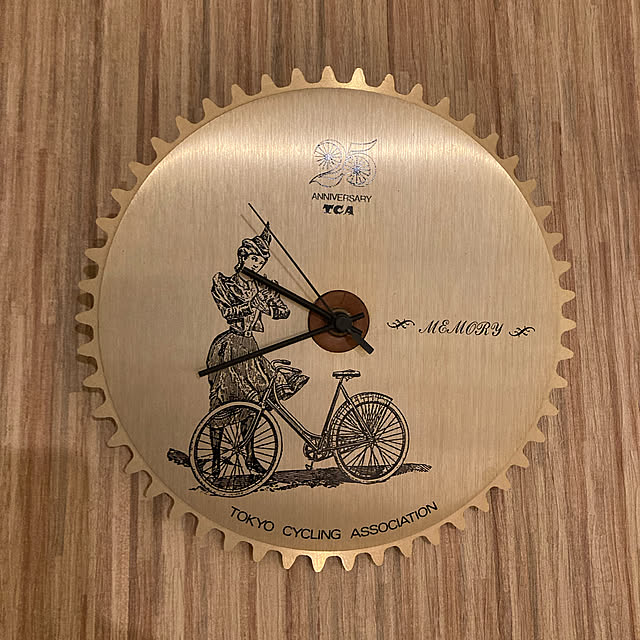 25
ANNIVERSARY
TCA
MEMORY
TOKYO CYCLING ASSOCIATION